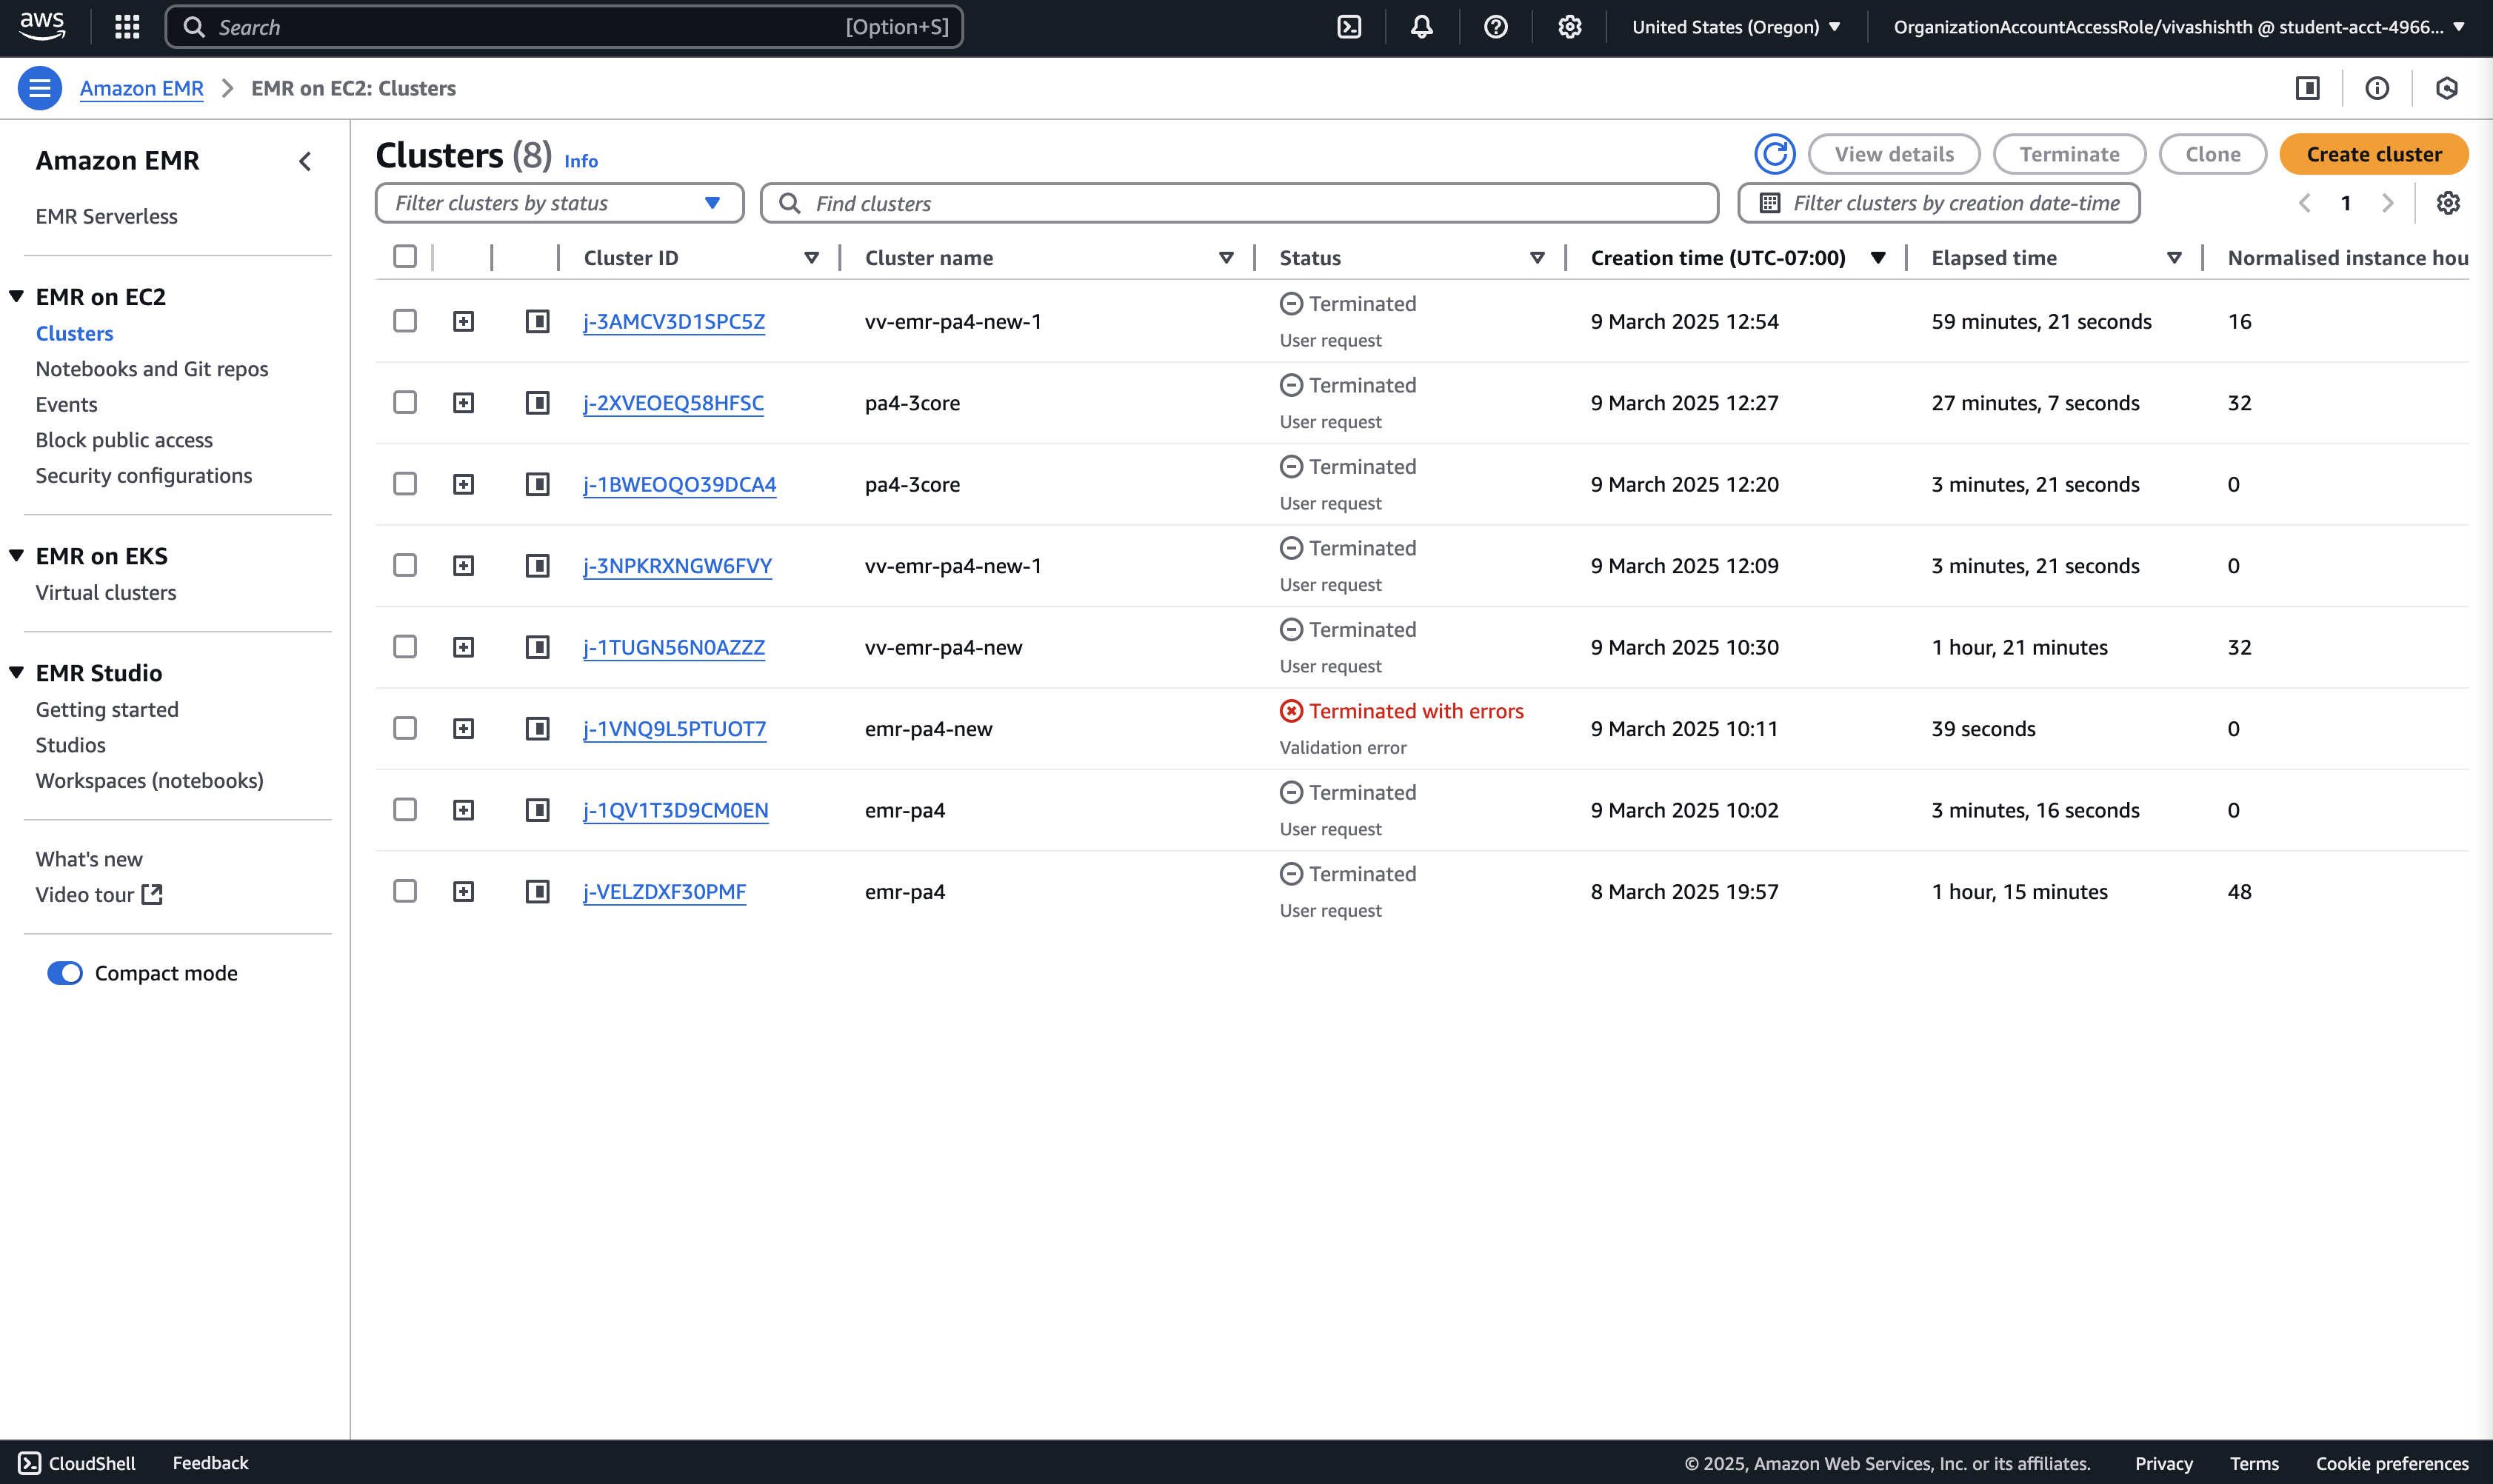 aws
Search [Option+S]
United States (Oregon)
OrganizationAccountAccessRole/vivashishth @ student-acct-4966...
Amazon EMR
EMR on EC2: Clusters
Amazon EMR
EMR Serverless
EMR on EC2
Clusters
Notebooks and Git repos
Events
Block public access
Security configurations
EMR on EKS
Virtual clusters
EMR Studio
Getting started
Studios
Workspaces (notebooks)
What's new
Video tour
Compact mode
Clusters (8) Info
View details
Terminate
Clone
Create cluster
Filter clusters by status
Find clusters
Filter clusters by creation date-time
1
Cluster ID Cluster name Status Creation time (UTC-07:00) Elapsed time Normalised instance hou
j-3AMCV3D1SPC5Z vv-emr-pa4-new-1 Terminated 9 March 2025 12:54 59 minutes, 21 seconds 16
User request
j-2XVEOEQ58HFSC pa4-3core Terminated 9 March 2025 12:27 27 minutes, 7 seconds 32
User request
j-1BWEOQO39DCA4 pa4-3core Terminated 9 March 2025 12:20 3 minutes, 21 seconds 0
User request
j-3NPKRXNGW6FVY vv-emr-pa4-new-1 Terminated 9 March 2025 12:09 3 minutes, 21 seconds 0
User request
j-1TUGN56N0AZZZ vv-emr-pa4-new Terminated 9 March 2025 10:30 1 hour, 21 minutes 32
User request
j-1VNQ9L5PTUOT7 emr-pa4-new Terminated with errors 9 March 2025 10:11 39 seconds 0
Validation error
j-1QV1T3D9CM0EN emr-pa4 Terminated 9 March 2025 10:02 3 minutes, 16 seconds 0
User request
j-VELZDXF30PMF emr-pa4 Terminated 8 March 2025 19:57 1 hour, 15 minutes 48
User request
CloudShell
Feedback
© 2025, Amazon Web Services, Inc. or its affiliates.
Privacy
Terms
Cookie preferences